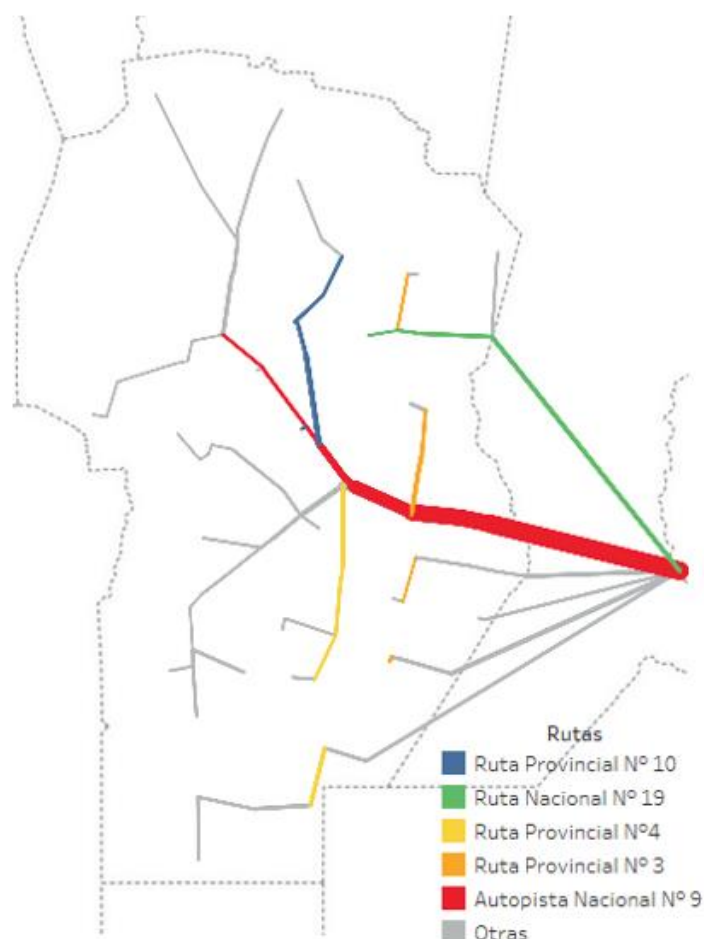 Rutas
Ruta Provincial Nº 10
Ruta Nacional Nº 19
Ruta Provincial Nº4
Ruta Provincial Nº 3
Autopista Nacional Nº 9
Otras